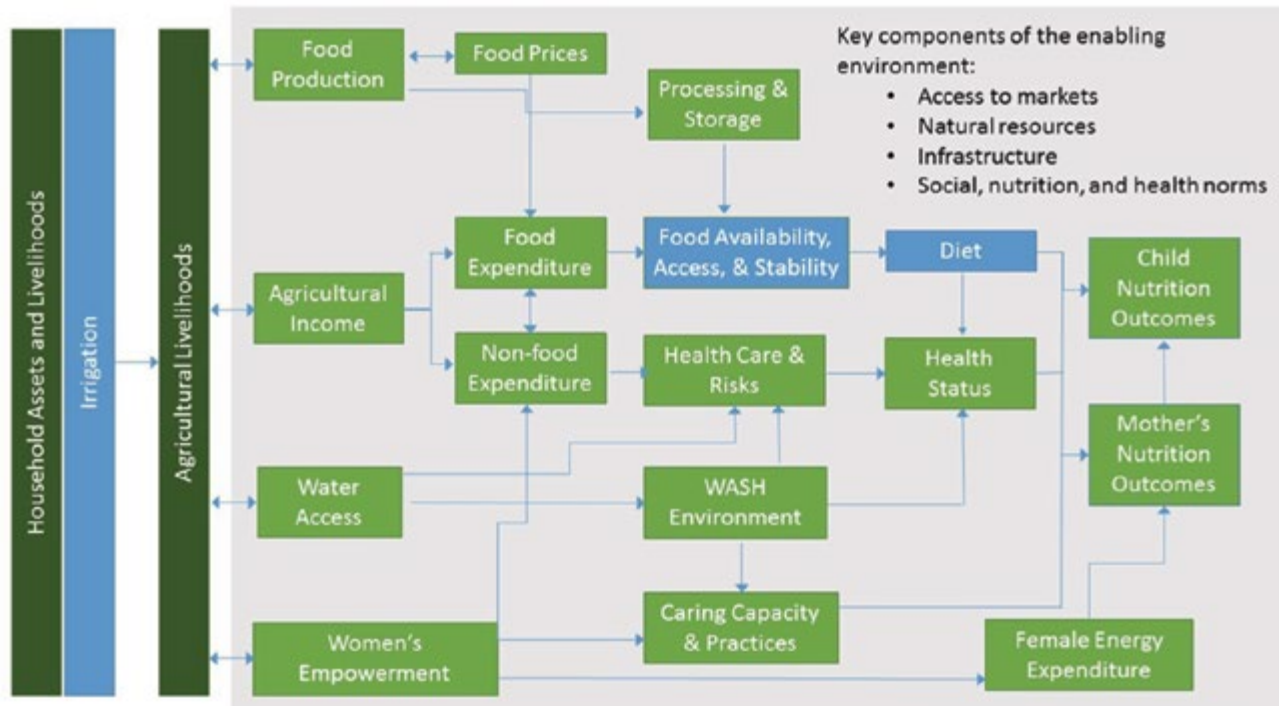 Household Assets and Livelihoods
Irrigation
Agricultural Livelihoods
Food
Production
Food Prices
Processing &
Storage
Key components of the enabling
environment:
• Access to markets
• Natural resources
• Infrastructure
• Social, nutrition, and health norms
Food
Expenditure
Food Availability,
Access, & Stability
Diet
Child
Nutrition
Outcomes
Agricultural
Income
Non-food
Expenditure
Health Care &
Risks
Health
Status
Mother's
Nutrition
Outcomes
Water
Access
WASH
Environment
Women's
Empowerment
Caring Capacity
& Practices
Female Energy
Expenditure